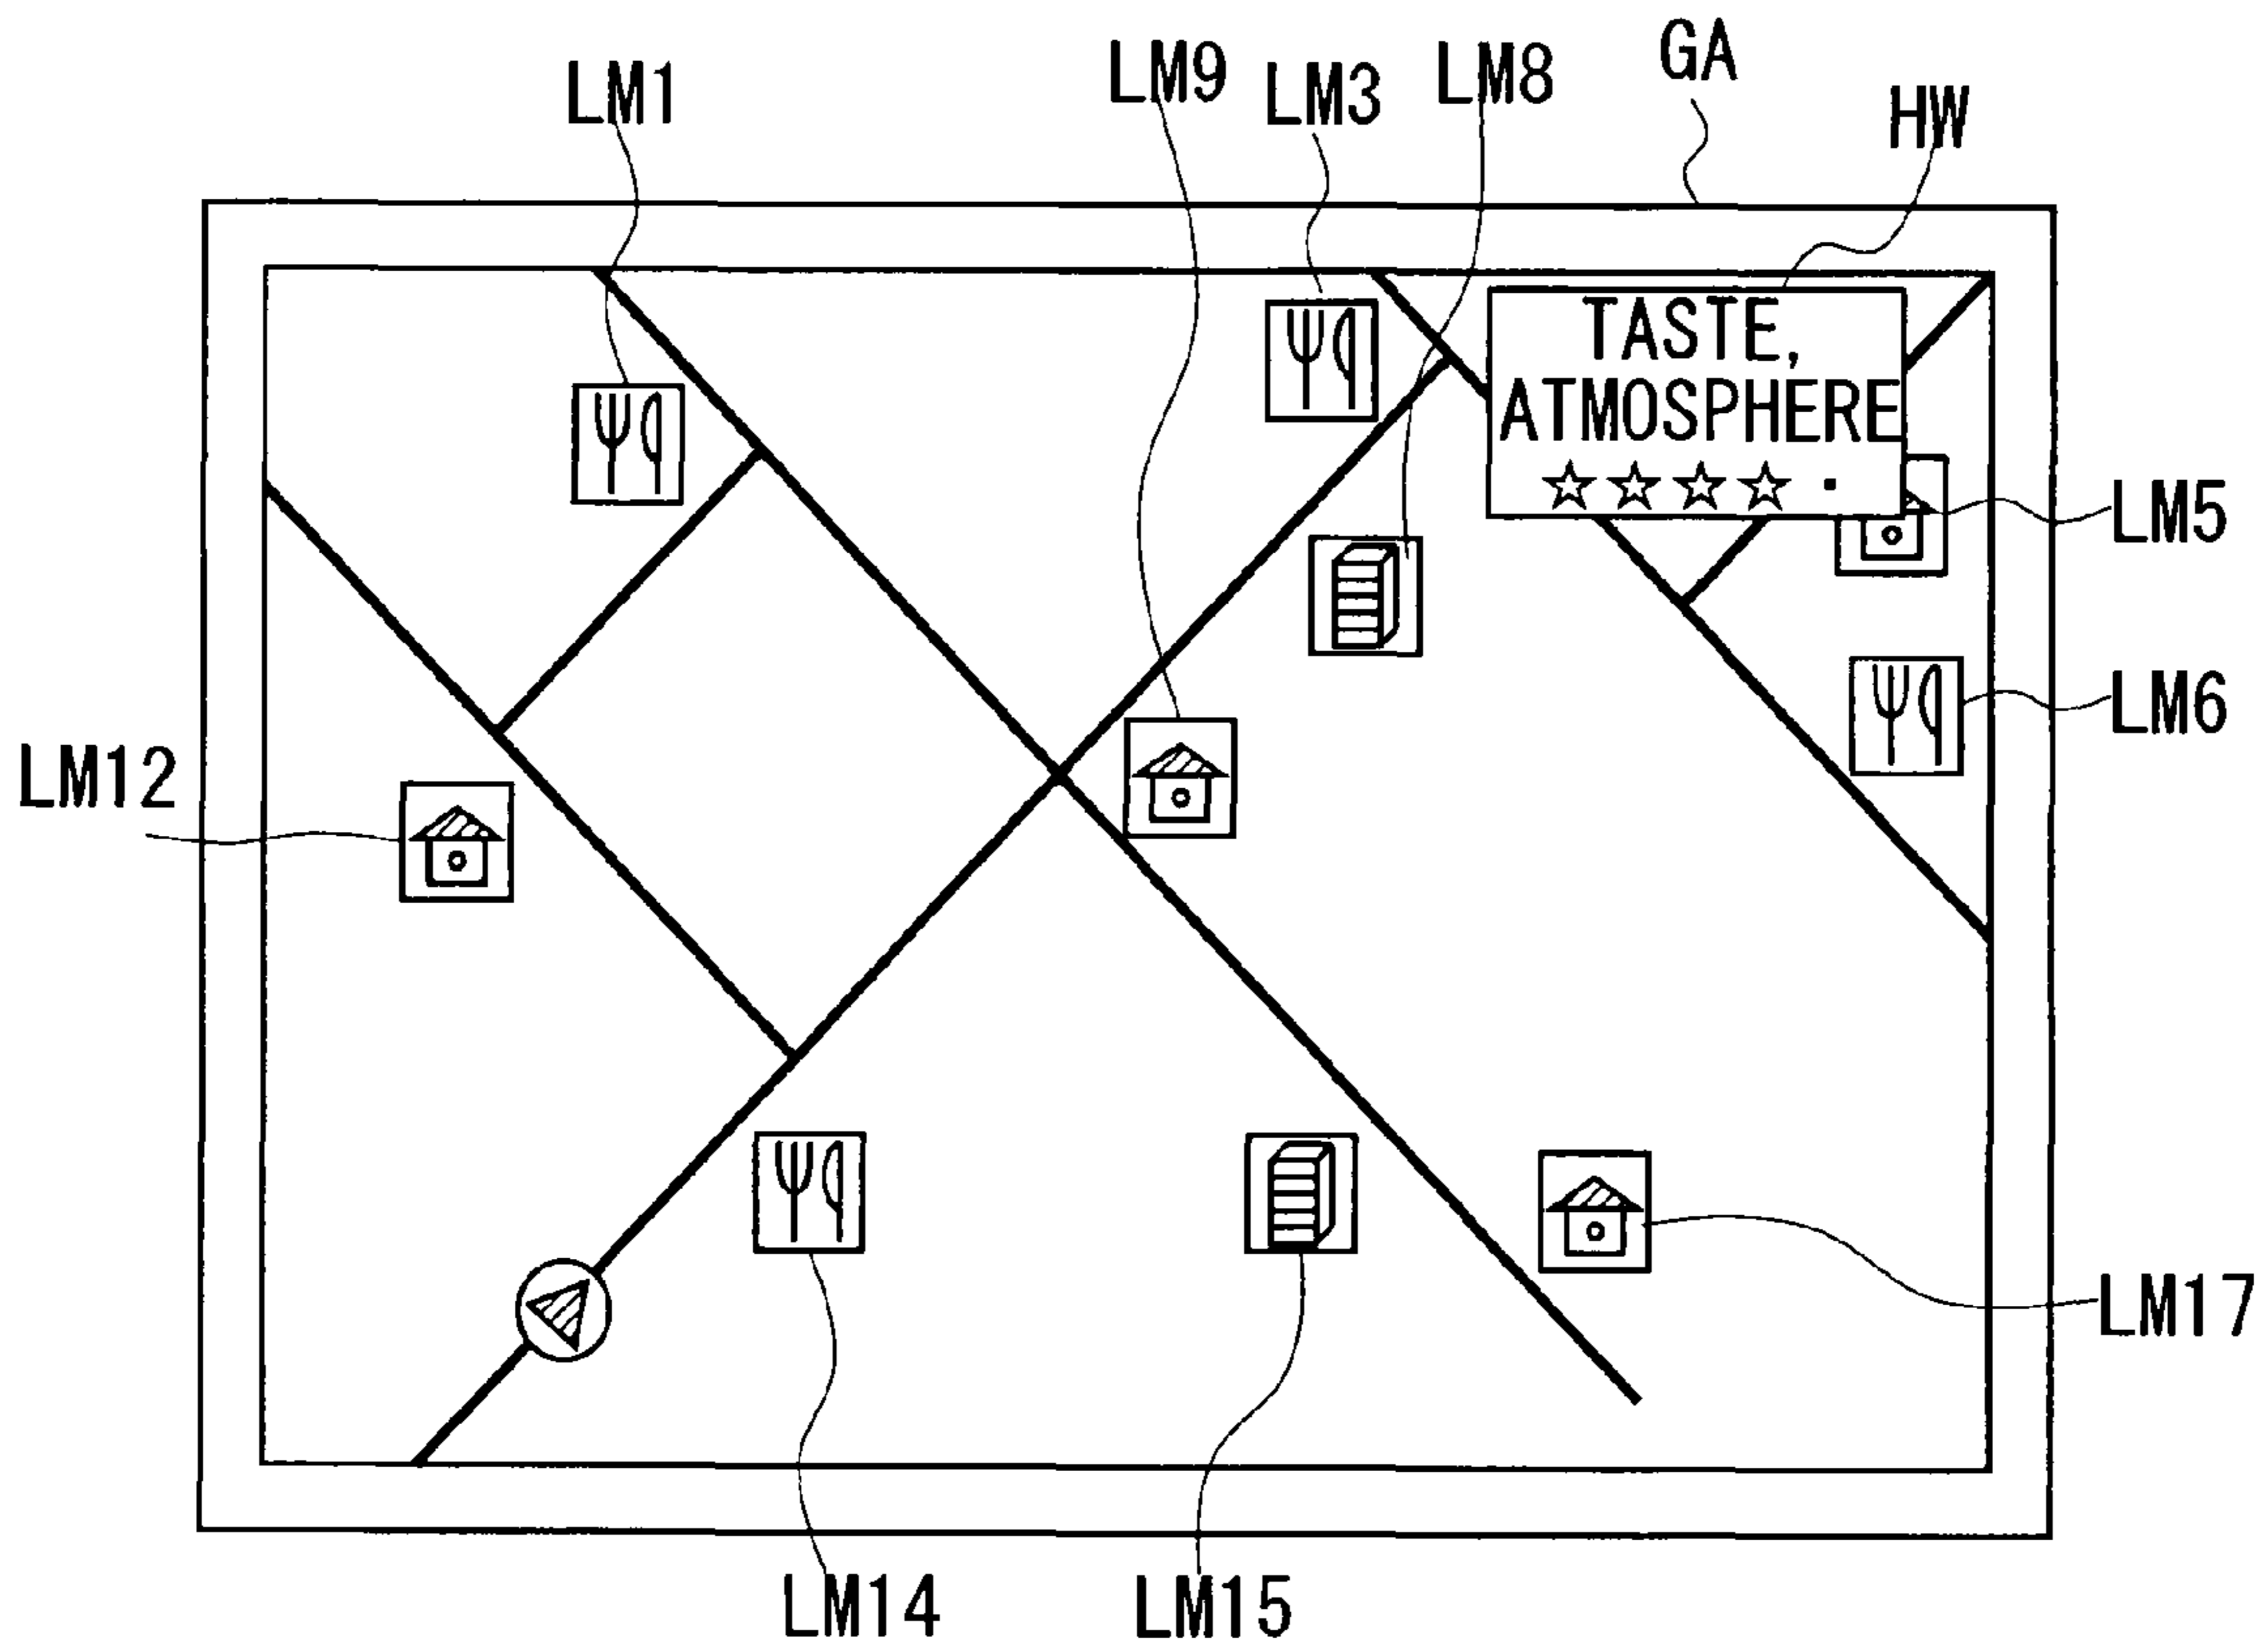 LM1
LM9
LM3
LM8
GA
HW
TASTE,
ATMOSPHERE
☆☆☆☆・
LM5
LM6
LM12
LM17
LM14
LM15